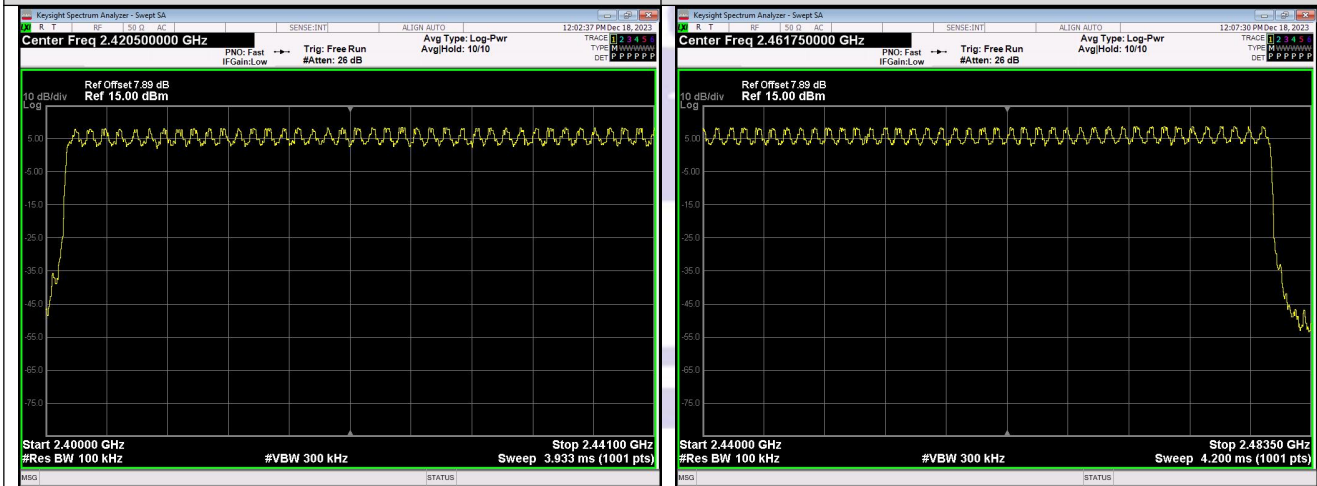 Keysight Spectrum Analyzer - Swept SA
R T RF 50 Ω AC SENSE:INT ALIGN AUTO 12:02:37 PM Dec 18, 2023
Center Freq 2.420500000 GHz
PNO: Fast
IFGain:Low
Trig: Free Run
#Atten: 26 dB
Avg Type: Log-Pwr
Avg|Hold: 10/10
TRACE 1 2 3 4 5 6
TYPE M W W W W W
DET P P P P P P
Ref Offset 7.89 dB
10 dB/div Ref 15.00 dBm
Log
5.00
-5.00
-15.0
-25.0
-35.0
-45.0
-55.0
-65.0
-75.0
Start 2.40000 GHz Stop 2.44100 GHz
#Res BW 100 kHz #VBW 300 kHz Sweep 3.933 ms (1001 pts)
MSG STATUS
Keysight Spectrum Analyzer - Swept SA
R T RF 50 Ω AC SENSE:INT ALIGN AUTO 12:07:30 PM Dec 18, 2023
Center Freq 2.461750000 GHz
PNO: Fast
IFGain:Low
Trig: Free Run
#Atten: 26 dB
Avg Type: Log-Pwr
Avg|Hold: 10/10
TRACE 1 2 3 4 5 6
TYPE M W W W W W
DET P P P P P P
Ref Offset 7.89 dB
10 dB/div Ref 15.00 dBm
Log
5.00
-5.00
-15.0
-25.0
-35.0
-45.0
-55.0
-65.0
-75.0
Start 2.44000 GHz Stop 2.48350 GHz
#Res BW 100 kHz #VBW 300 kHz Sweep 4.200 ms (1001 pts)
MSG STATUS